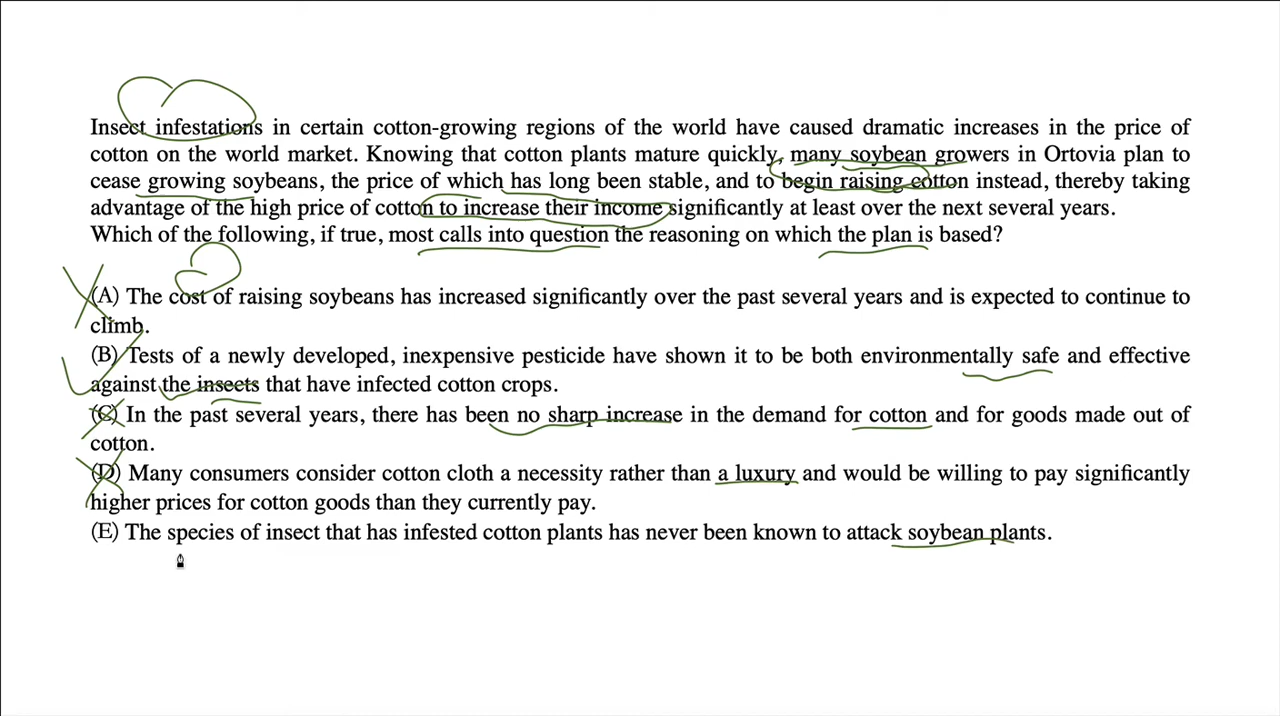 Insect infestations in certain cotton-growing regions of the world have caused dramatic increases in the price of
cotton on the world market. Knowing that cotton plants mature quickly, many soybean growers in Ortovia plan to
cease growing soybeans, the price of which has long been stable, and to begin raising cotton instead, thereby taking
advantage of the high price of cotton to increase their income significantly at least over the next several years.
Which of the following, if true, most calls into question the reasoning on which the plan is based?
(A) The cost of raising soybeans has increased significantly over the past several years and is expected to continue to
climb.
(B) Tests of a newly developed, inexpensive pesticide have shown it to be both environmentally safe and effective
against the insects that have infected cotton crops.
(C) In the past several years, there has been no sharp increase in the demand for cotton and for goods made out of
cotton.
(D) Many consumers consider cotton cloth a necessity rather than a luxury and would be willing to pay significantly
higher prices for cotton goods than they currently pay.
(E) The species of insect that has infested cotton plants has never been known to attack soybean plants.